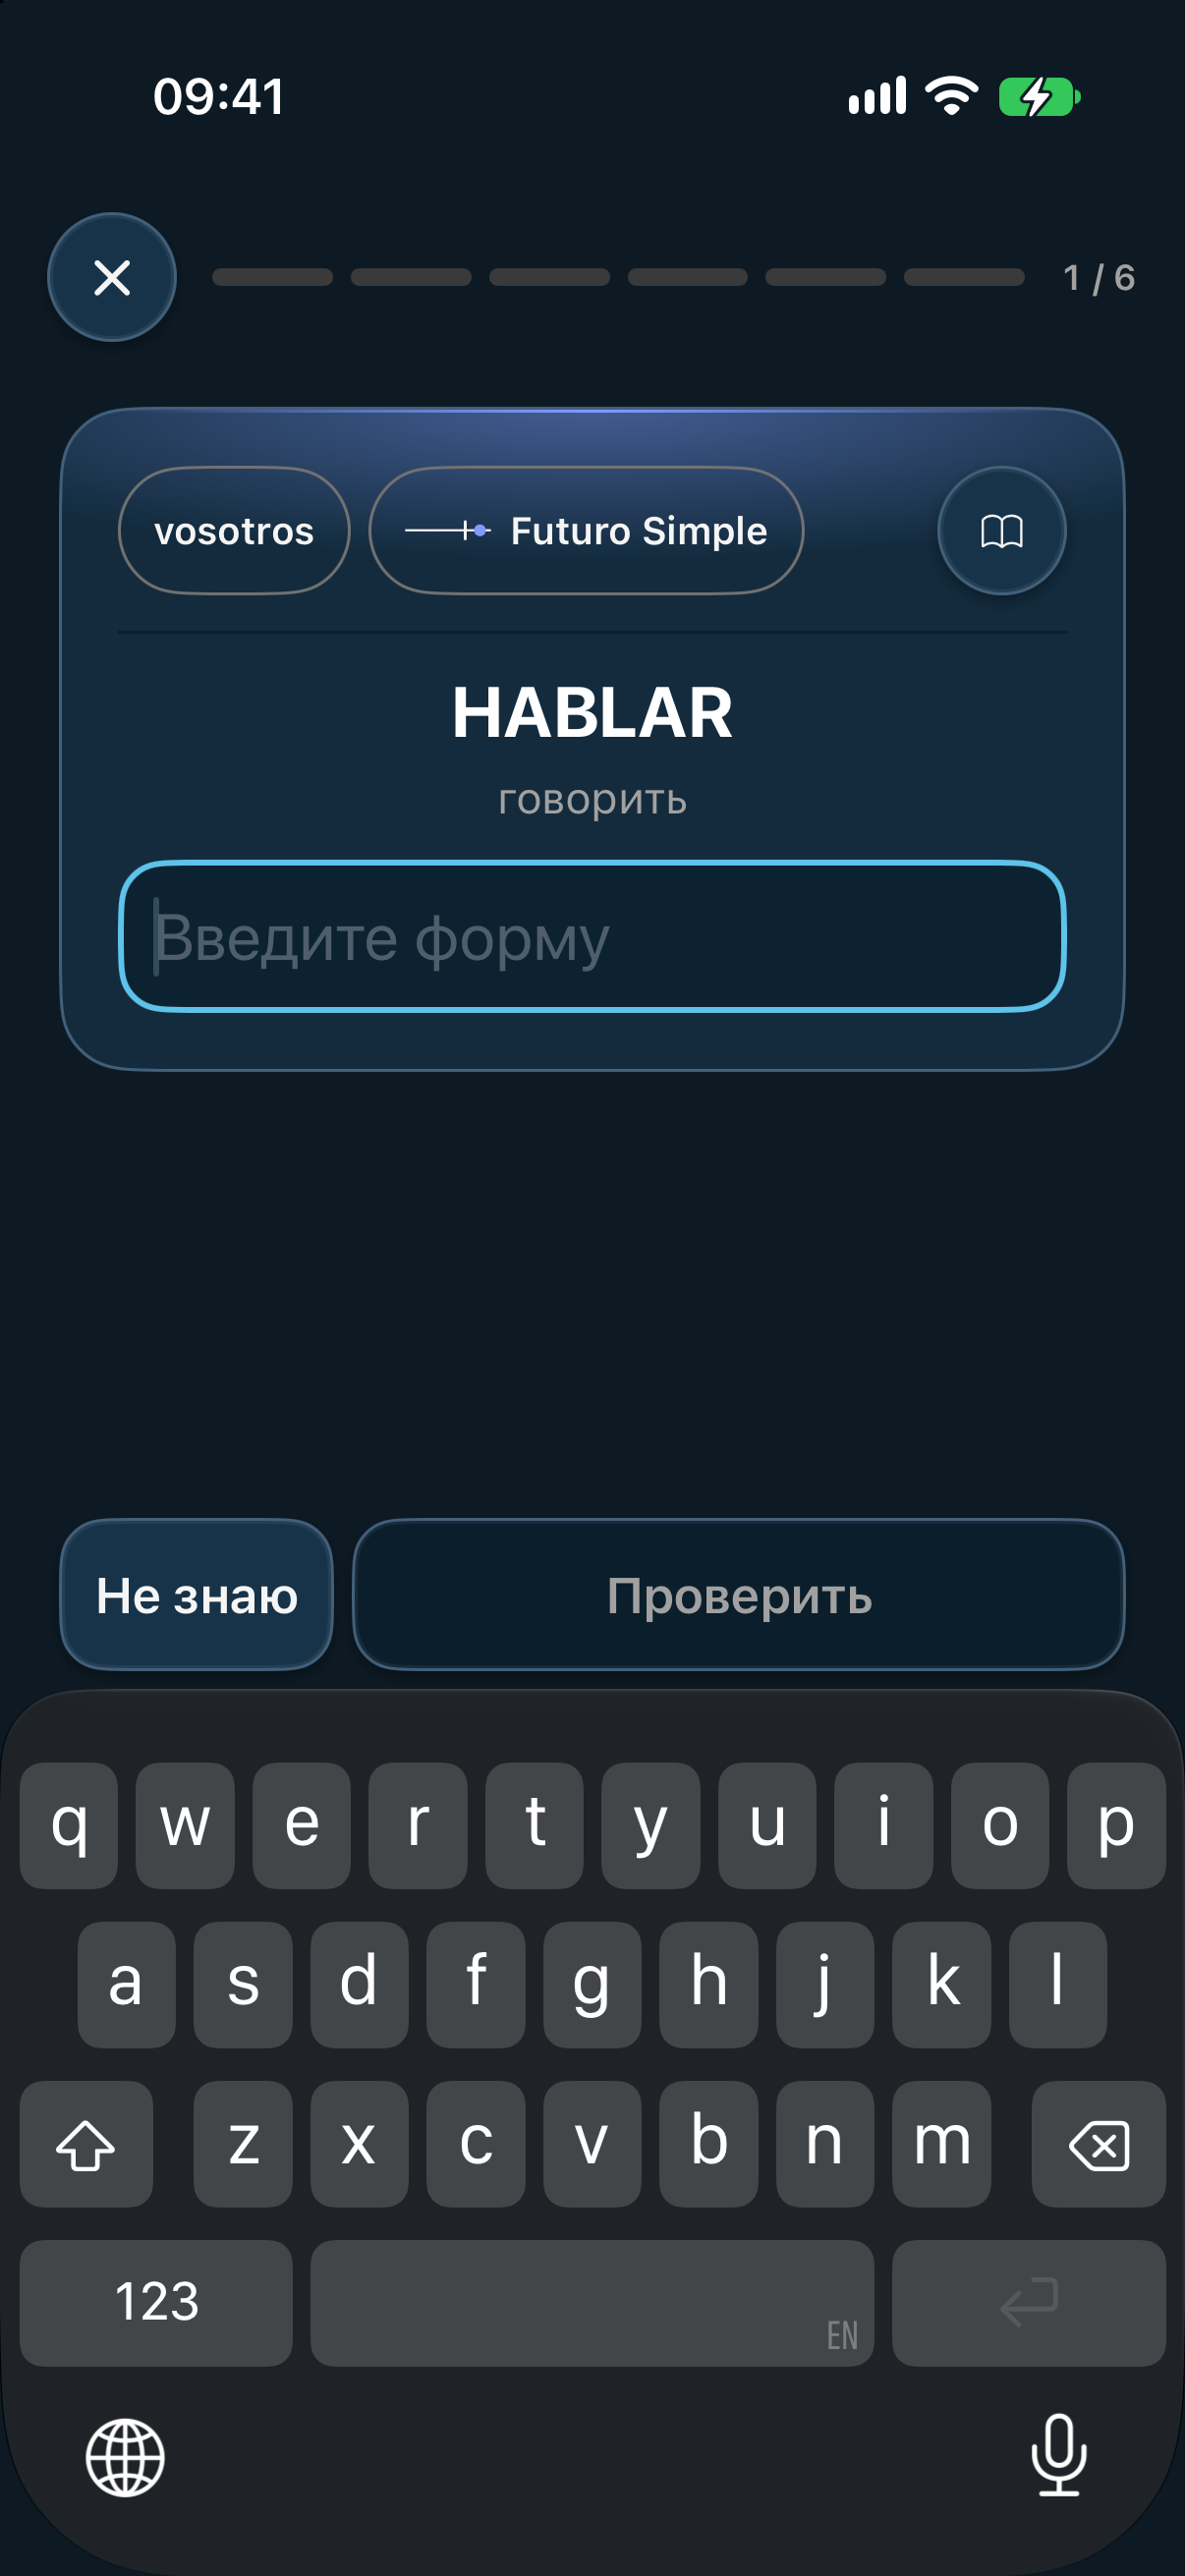 09:41
1 / 6
vosotros
Futuro Simple
HABLAR
говорить
Введите форму
Не знаю
Проверить
q w e r t y u i o p
a s d f g h j k l
z x c v b n m
123
EN